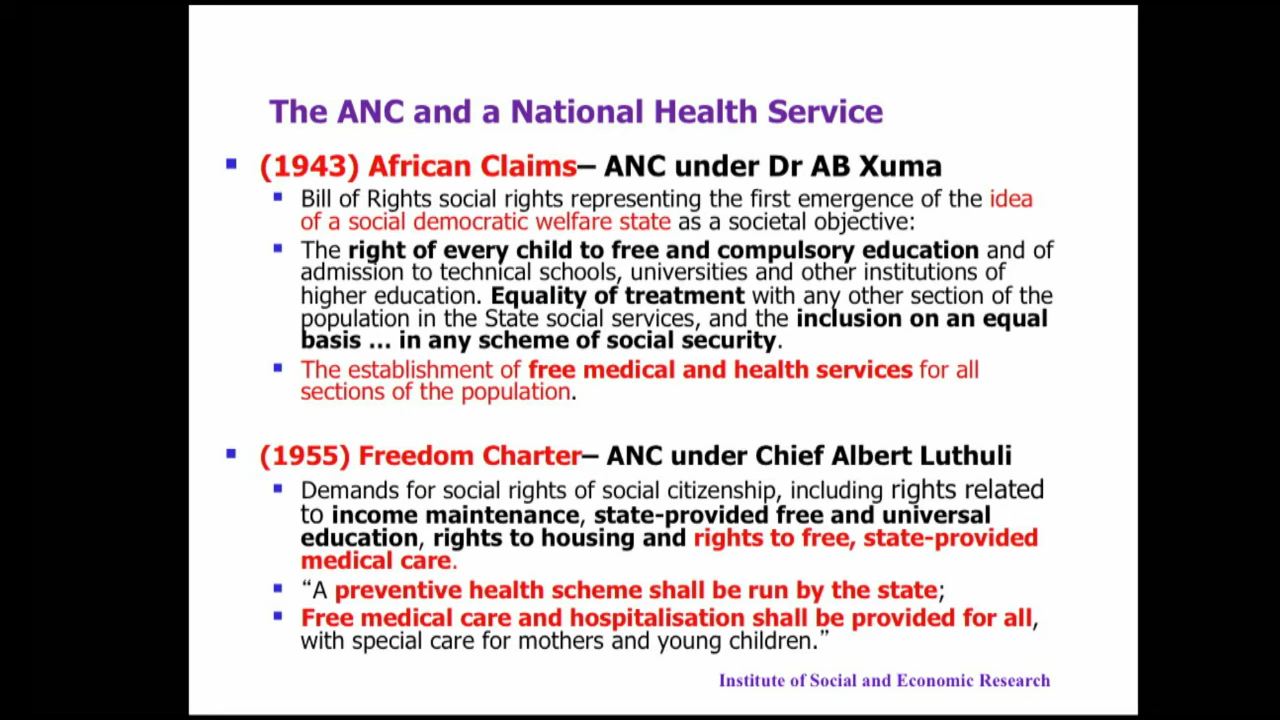 The ANC and a National Health Service
(1943) African Claims– ANC under Dr AB Xuma
Bill of Rights social rights representing the first emergence of the idea
of a social democratic welfare state as a societal objective:
The right of every child to free and compulsory education and of
admission to technical schools, universities and other institutions of
higher education. Equality of treatment with any other section of the
population in the State social services, and the inclusion on an equal
basis … in any scheme of social security.
The establishment of free medical and health services for all
sections of the population.
(1955) Freedom Charter– ANC under Chief Albert Luthuli
Demands for social rights of social citizenship, including rights related
to income maintenance, state-provided free and universal
education, rights to housing and rights to free, state-provided
medical care.
“A preventive health scheme shall be run by the state;
Free medical care and hospitalisation shall be provided for all,
with special care for mothers and young children.”
Institute of Social and Economic Research